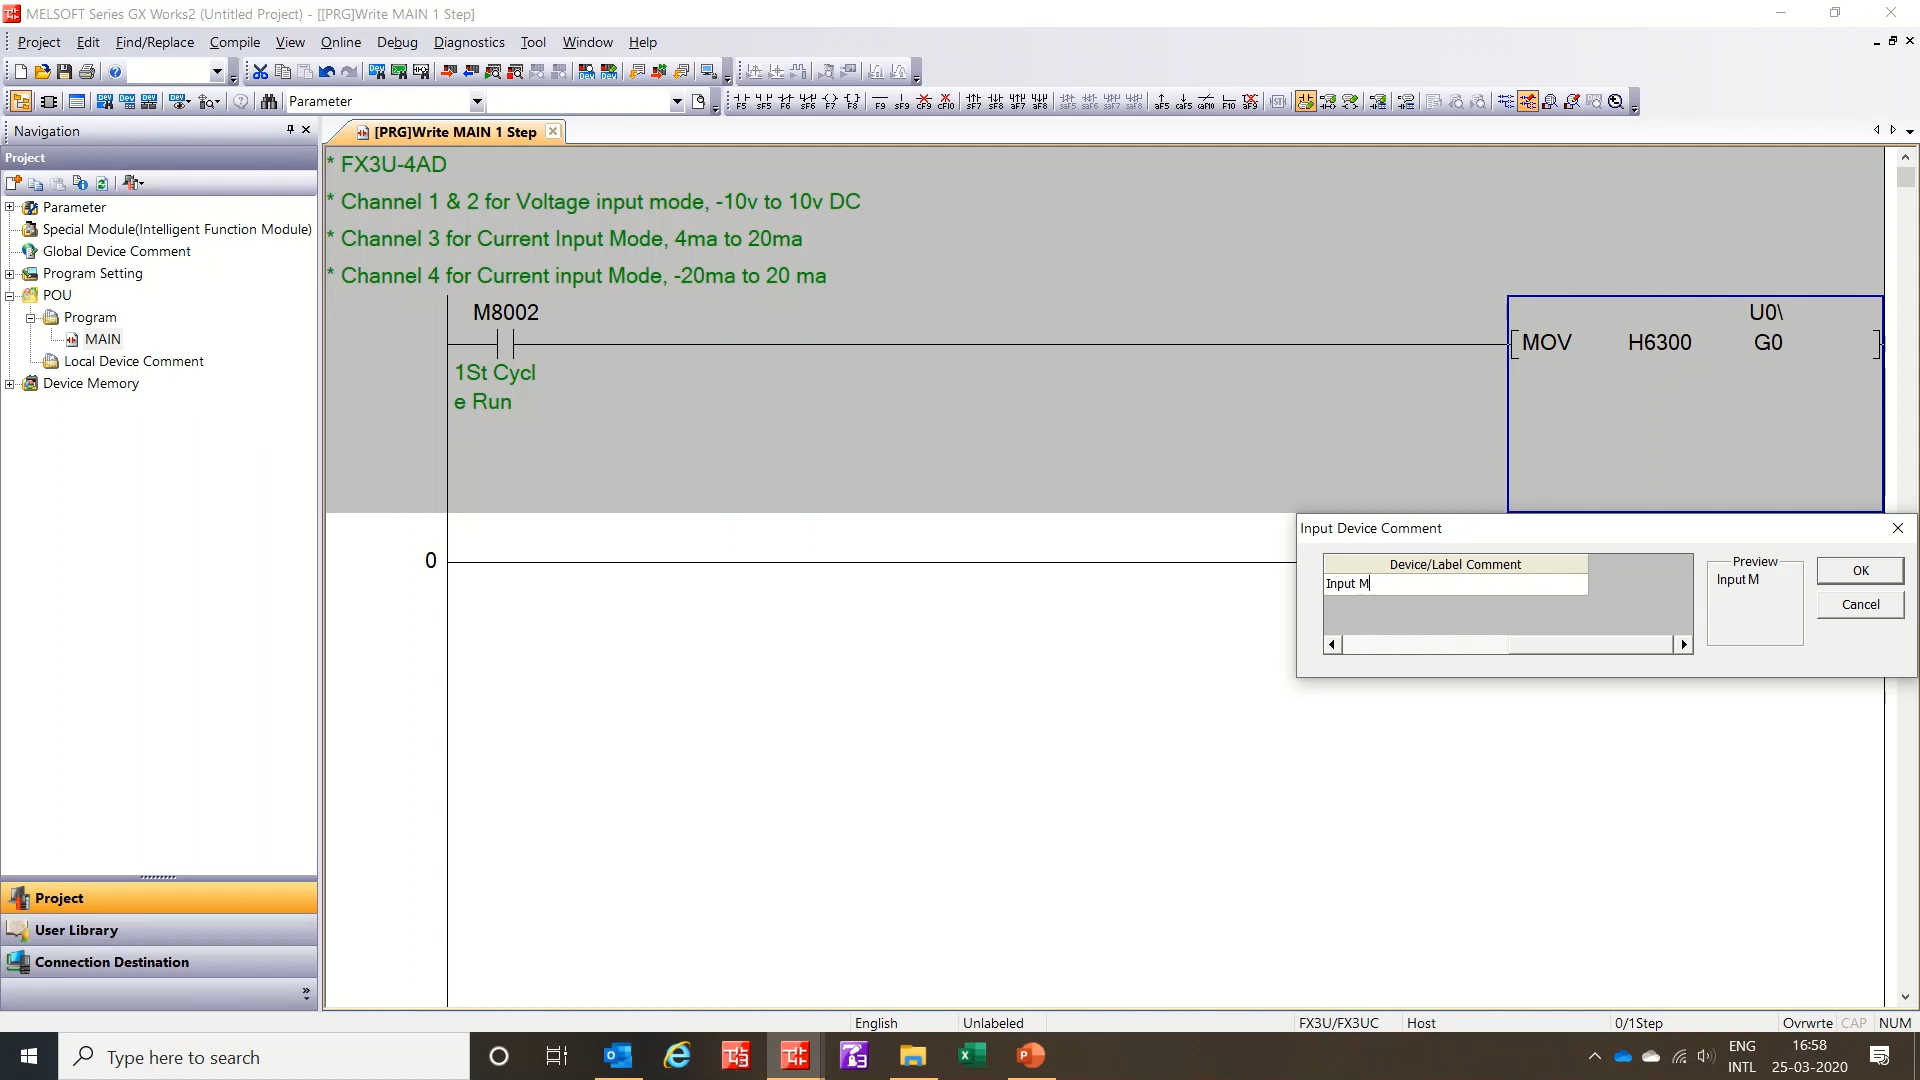 MELSOFT Series GX Works2 (Untitled Project) - [[PRG]Write MAIN 1 Step]
Project Edit Find/Replace Compile View Online Debug Diagnostics Tool Window Help
Parameter
Navigation
[PRG]Write MAIN 1 Step
Project
Parameter
Special Module(Intelligent Function Module)
Global Device Comment
Program Setting
POU
Program
MAIN
Local Device Comment
Device Memory
* FX3U-4AD
* Channel 1 & 2 for Voltage input mode, -10v to 10v DC
* Channel 3 for Current Input Mode, 4ma to 20ma
* Channel 4 for Current input Mode, -20ma to 20 ma
M8002
1St Cycl
e Run
U0\
MOV H6300 G0
0
Input Device Comment
Device/Label Comment
Input M
Preview
Input M
OK
Cancel
Project
User Library
Connection Destination
English Unlabeled FX3U/FX3UC Host 0/1Step Ovrwrte CAP NUM
Type here to search
ENG
INTL
16:58
25-03-2020